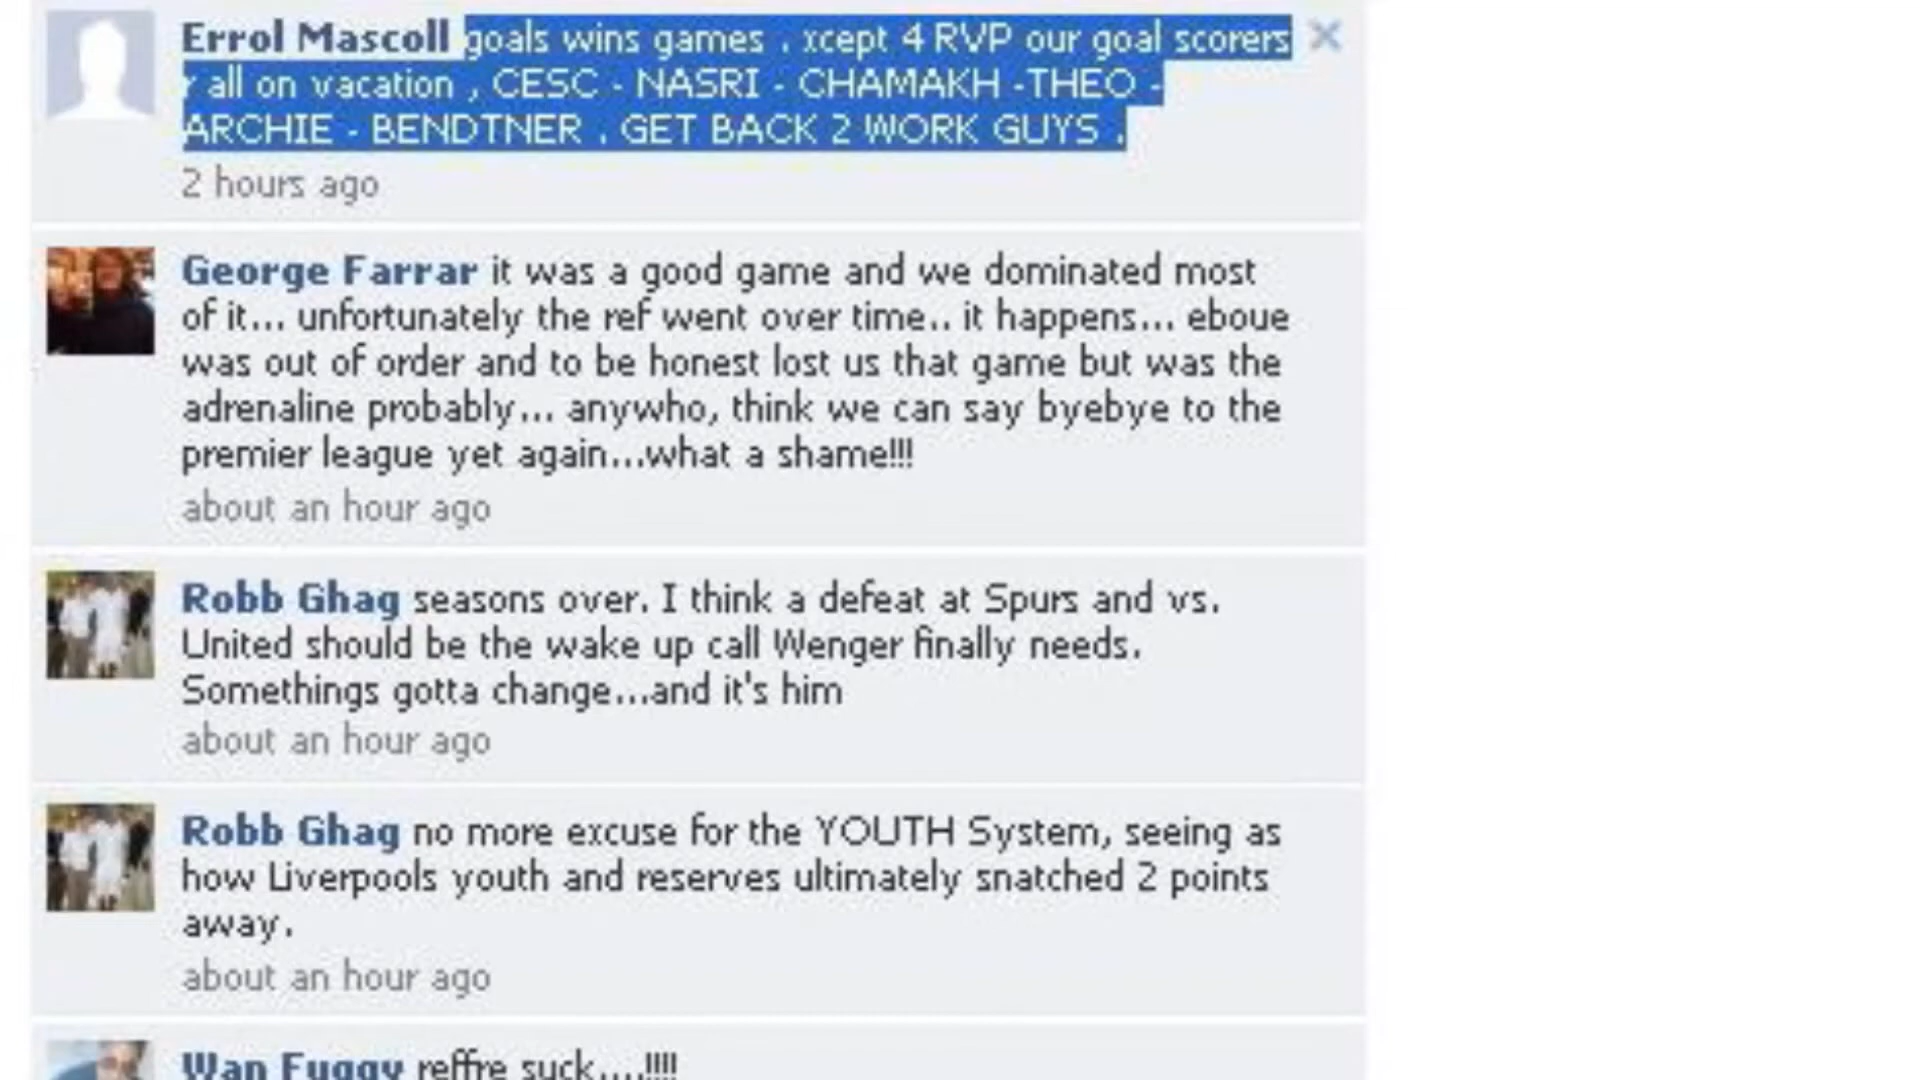 Errol Mascoll goals wins games . xcept 4 RVP our goal scorers
r all on vacation , CESC - NASRI - CHAMAKH -THEO -
ARCHIE - BENDTNER . GET BACK 2 WORK GUYS .
2 hours ago
George Farrar it was a good game and we dominated most
of it... unfortunately the ref went over time.. it happens... eboue
was out of order and to be honest lost us that game but was the
adrenaline probably... anywho, think we can say byebye to the
premier league yet again...what a shame!!!
about an hour ago
Robb Ghag seasons over. I think a defeat at Spurs and vs.
United should be the wake up call Wenger finally needs.
Somethings gotta change...and it's him
about an hour ago
Robb Ghag no more excuse for the YOUTH System, seeing as
how Liverpools youth and reserves ultimately snatched 2 points
away.
about an hour ago
Wan Fuggy reffre suck....!!!!